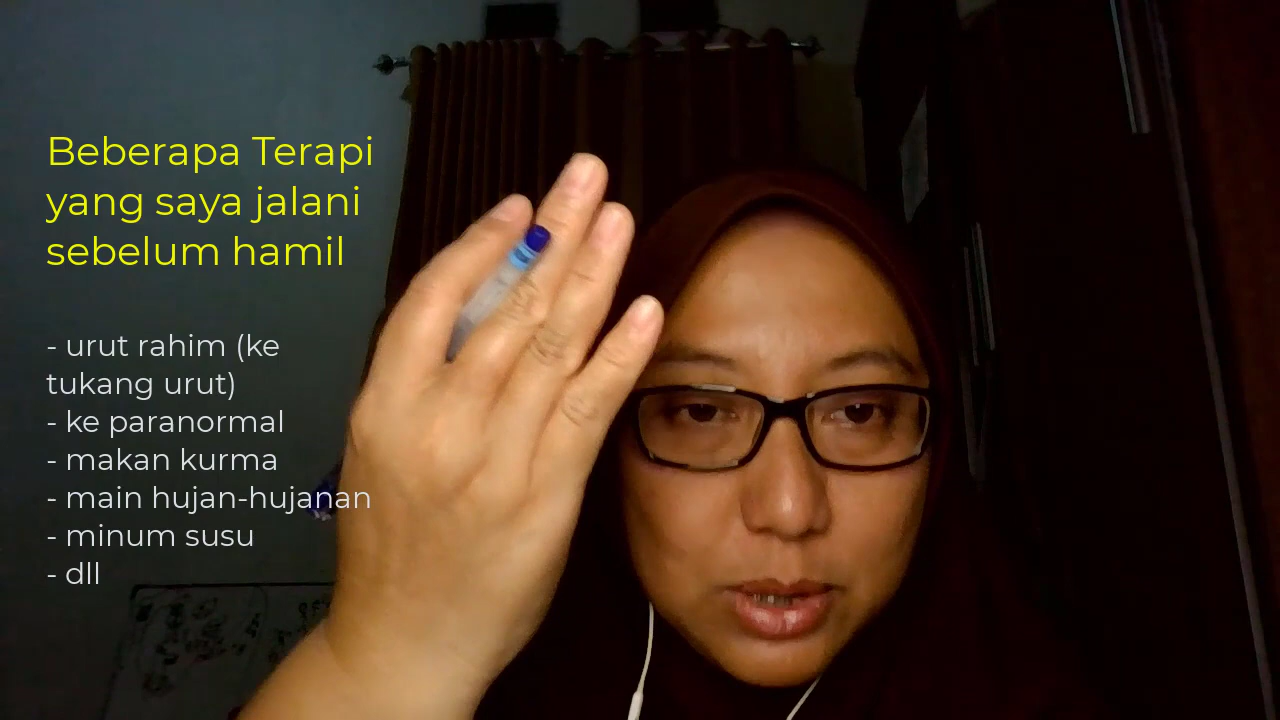 Beberapa Terapi
yang saya jalani
sebelum hamil
- urut rahim (ke
tukang urut)
- ke paranormal
- makan kurma
- main hujan-hujanan
- minum susu
- dll